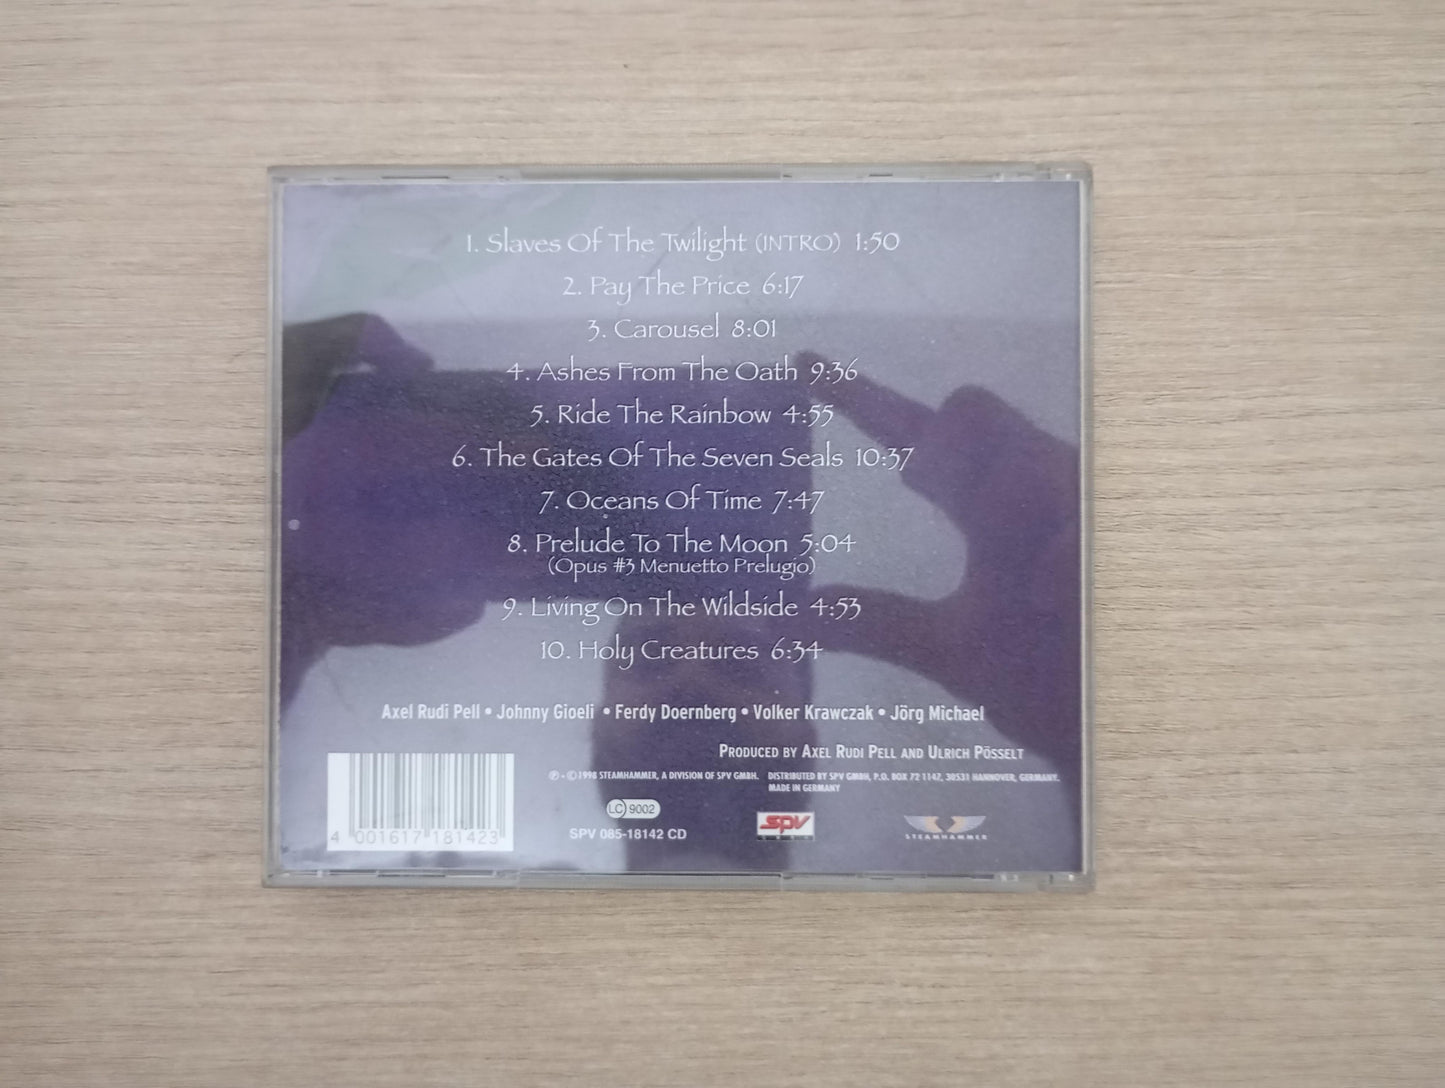 1. Slaves Of The Twilight (INTRO) 1:50
2. Pay The Price 6:17
3. Carousel 8:01
4. Ashes From The Oath 9:36
5. Ride The Rainbow 4:55
6. The Gates Of The Seven Seals 10:37
7. Oceans Of Time 7:47
8. Prelude To The Moon 5:04
(Opus #3 Menuetto Prelugio)
9. Living On The Wildside 4:53
10. Holy Creatures 6:34
Axel Rudi Pell • Johnny Gioeli • Ferdy Doernberg • Volker Krawczak • Jörg Michael
PRODUCED BY AXEL RUDI PELL AND ULRICH PÖSSELT
℗ + © 1998 STEAMHAMMER, A DIVISION OF SPV GMBH. DISTRIBUTED BY SPV GMBH, P.O. BOX 72 1147, 30531 HANNOVER, GERMANY.
MADE IN GERMANY
LC 9002
SPV 085-18142 CD
4 001617 181423
SPV
STEAMHAMMER